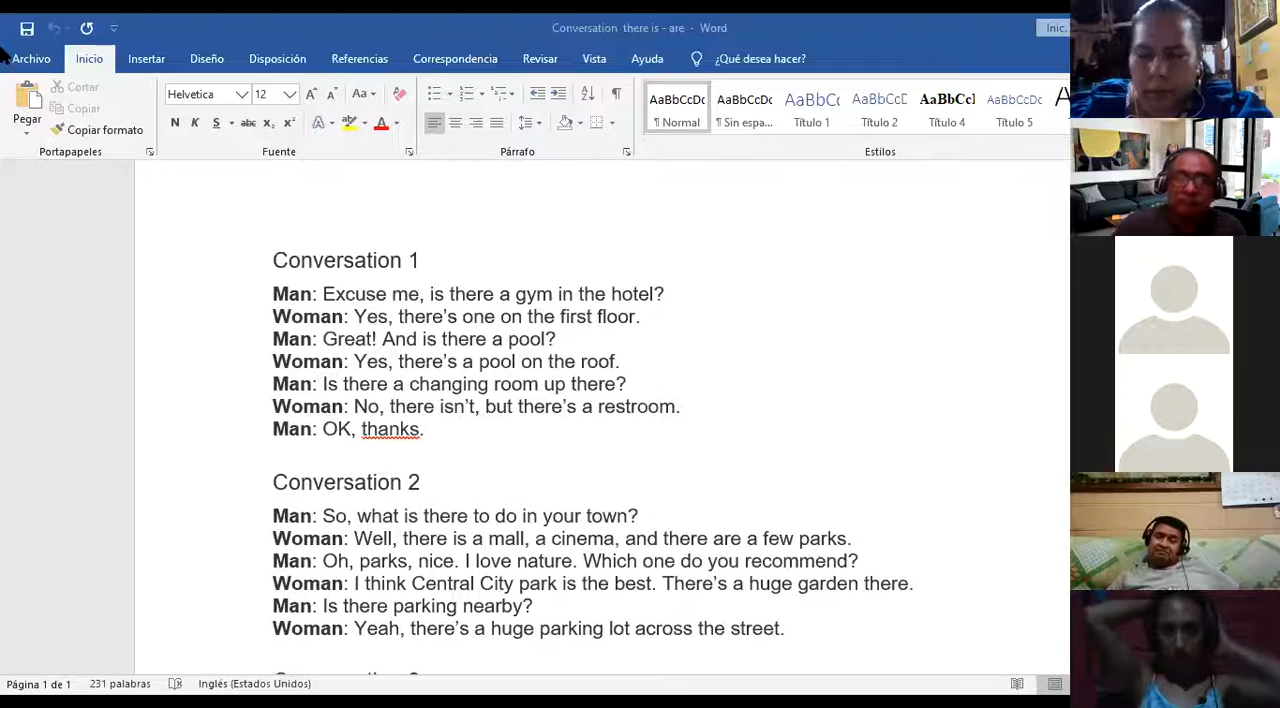 Conversation there is - are - Word
Inic.
Archivo Inicio Insertar Diseño Disposición Referencias Correspondencia Revisar Vista Ayuda ¿Qué desea hacer?
Pegar
Cortar
Copiar
Copiar formato
Portapapeles
Helvetica 12
Aa
N K S abc x₂ x²
A A
Fuente
Párrafo
AaBbCcDc AaBbCcDc AaBbC AaBbCcD AaBbCcI AaBbCcD
¶ Normal ¶ Sin espa... Título 1 Título 2 Título 4 Título 5
Estilos
Conversation 1
Man: Excuse me, is there a gym in the hotel?
Woman: Yes, there’s one on the first floor.
Man: Great! And is there a pool?
Woman: Yes, there’s a pool on the roof.
Man: Is there a changing room up there?
Woman: No, there isn’t, but there’s a restroom.
Man: OK, thanks.
Conversation 2
Man: So, what is there to do in your town?
Woman: Well, there is a mall, a cinema, and there are a few parks.
Man: Oh, parks, nice. I love nature. Which one do you recommend?
Woman: I think Central City park is the best. There’s a huge garden there.
Man: Is there parking nearby?
Woman: Yeah, there’s a huge parking lot across the street.
Página 1 de 1 231 palabras Inglés (Estados Unidos)